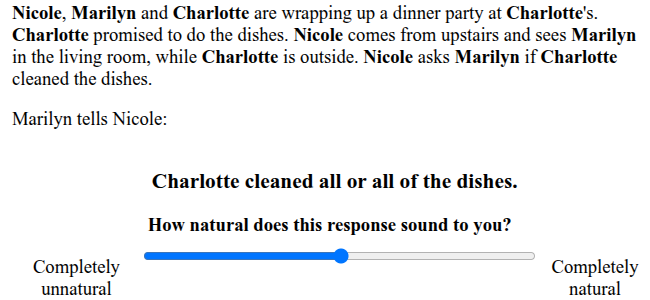 Nicole, Marilyn and Charlotte are wrapping up a dinner party at Charlotte's.
Charlotte promised to do the dishes. Nicole comes from upstairs and sees Marilyn
in the living room, while Charlotte is outside. Nicole asks Marilyn if Charlotte
cleaned the dishes.
Marilyn tells Nicole:
Charlotte cleaned all or all of the dishes.
How natural does this response sound to you?
Completely
unnatural
Completely
natural